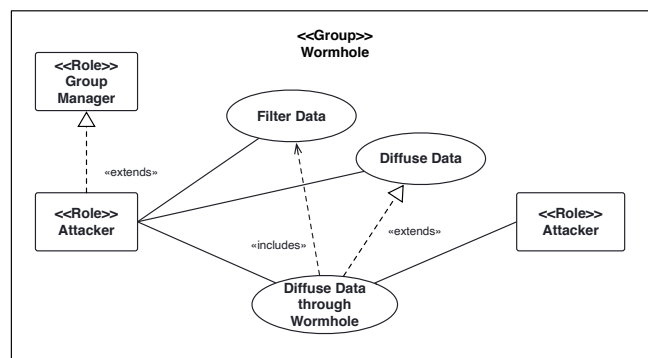 <<Group>>
Wormhole
<<Role>>
Group
Manager
Filter Data
Diffuse Data
«extends»
<<Role>>
Attacker
<<Role>>
Attacker
«includes»
«extends»
Diffuse Data
through
Wormhole